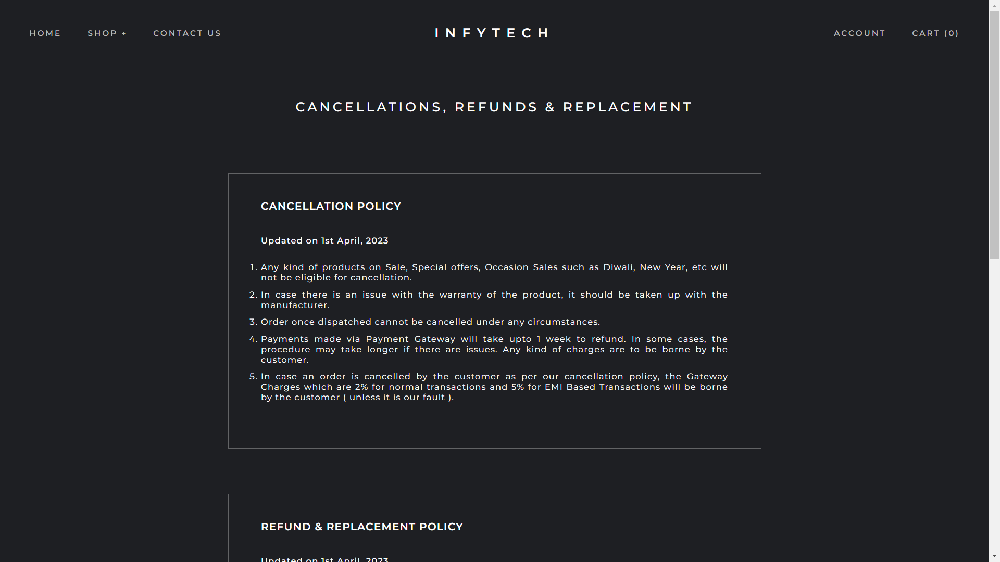 HOME SHOP + CONTACT US INFYTECH ACCOUNT CART (0)
CANCELLATIONS, REFUNDS & REPLACEMENT
CANCELLATION POLICY
Updated on 1st April, 2023
1. Any kind of products on Sale, Special offers, Occasion Sales such as Diwali, New Year, etc will
not be eligible for cancellation.
2. In case there is an issue with the warranty of the product, it should be taken up with the
manufacturer.
3. Order once dispatched cannot be cancelled under any circumstances.
4. Payments made via Payment Gateway will take upto 1 week to refund. In some cases, the
procedure may take longer if there are issues. Any kind of charges are to be borne by the
customer.
5. In case an order is cancelled by the customer as per our cancellation policy, the Gateway
Charges which are 2% for normal transactions and 5% for EMI Based Transactions will be borne
by the customer ( unless it is our fault ).
REFUND & REPLACEMENT POLICY
Updated on 1st April, 2023